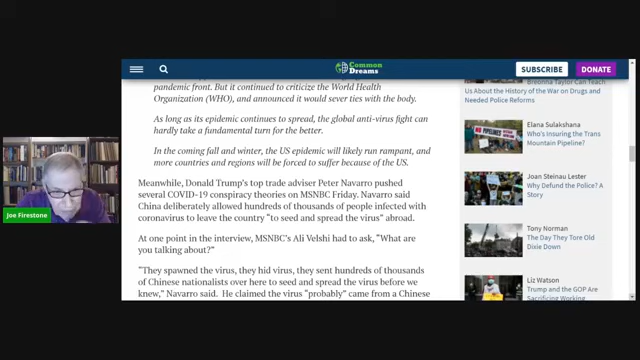 Common
Dreams
SUBSCRIBE
DONATE
pandemic front. But it continued to criticize the World Health
Organization (WHO), and announced it would sever ties with the body.
As long as its epidemic continues to spread, the global anti-virus fight can
hardly take a fundamental turn for the better.
In the coming fall and winter, the US epidemic will likely run rampant, and
more countries and regions will be forced to suffer because of the US.
Meanwhile, Donald Trump's top trade adviser Peter Navarro pushed
several COVID-19 conspiracy theories on MSNBC Friday. Navarro said
China deliberately allowed hundreds of thousands of people infected with
coronavirus to leave the country "to seed and spread the virus" abroad.
At one point in the interview, MSNBC's Ali Velshi had to ask, "What are
you talking about?"
"They spawned the virus, they hid virus, they sent hundreds of thousands
of Chinese nationalists over here to seed and spread the virus before we
knew," Navarro said. He claimed the virus "probably" came from a Chinese
Breonna Taylor Can Teach
Us About the History of the War on Drugs and
Needed Police Reforms
NO PIPELINES
Elana Sulakshana
Who's Insuring the Trans
Mountain Pipeline?
Joan Steinau Lester
Why Defund the Police? A
Story
Tony Norman
The Day They Tore Old
Dixie Down
Liz Watson
Trump and the GOP Are
Sacrificing Working
Joe Firestone